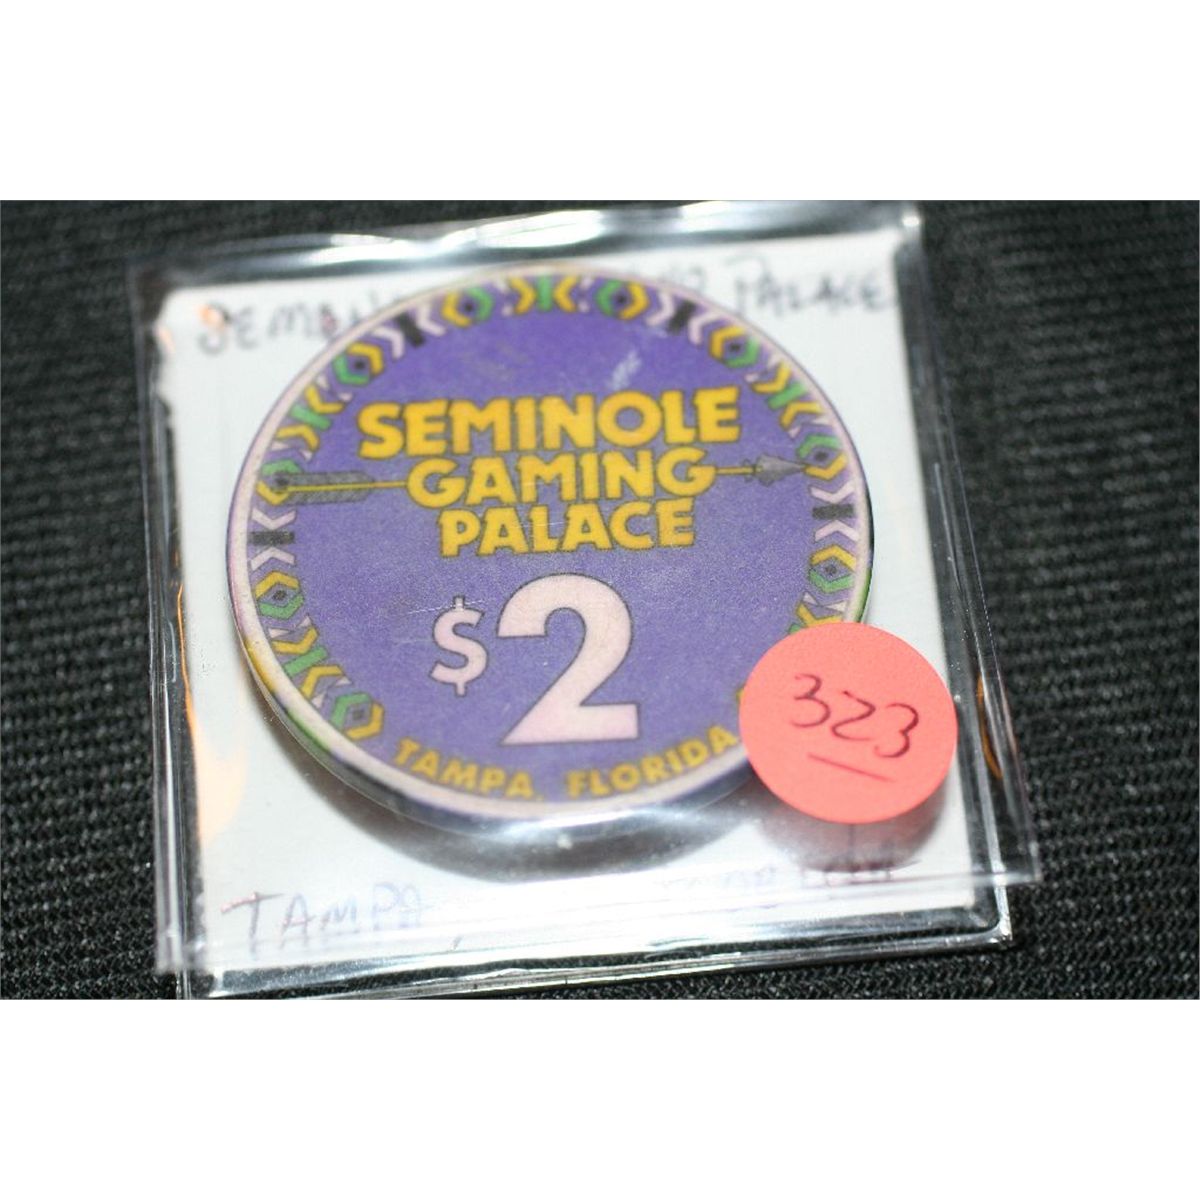 PALACE
SEMINOLE
GAMING
PALACE
$2
TAMPA, FLORIDA
323
TAMPA,